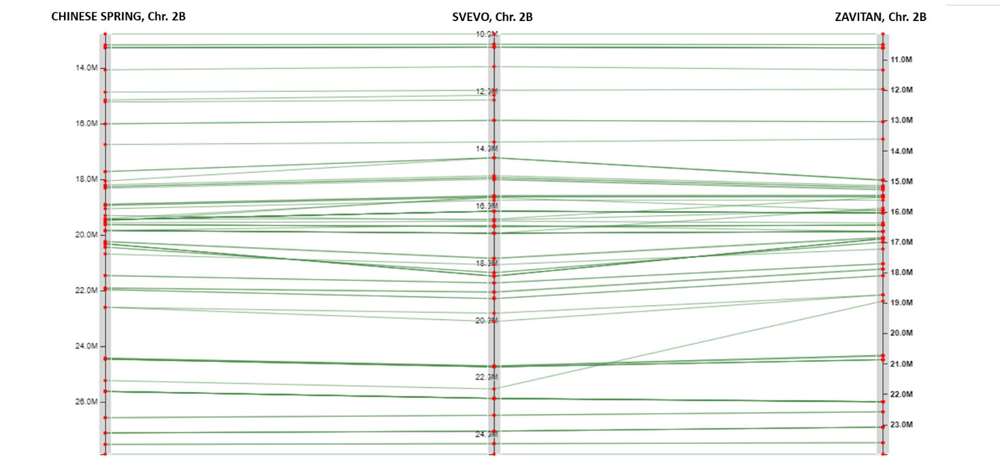 CHINESE SPRING, Chr. 2B
SVEVO, Chr. 2B
ZAVITAN, Chr. 2B
14.0M
16.0M
18.0M
20.0M
22.0M
24.0M
26.0M
11.0M
12.0M
13.0M
14.0M
15.0M
16.0M
17.0M
18.0M
19.0M
20.0M
21.0M
22.0M
23.0M